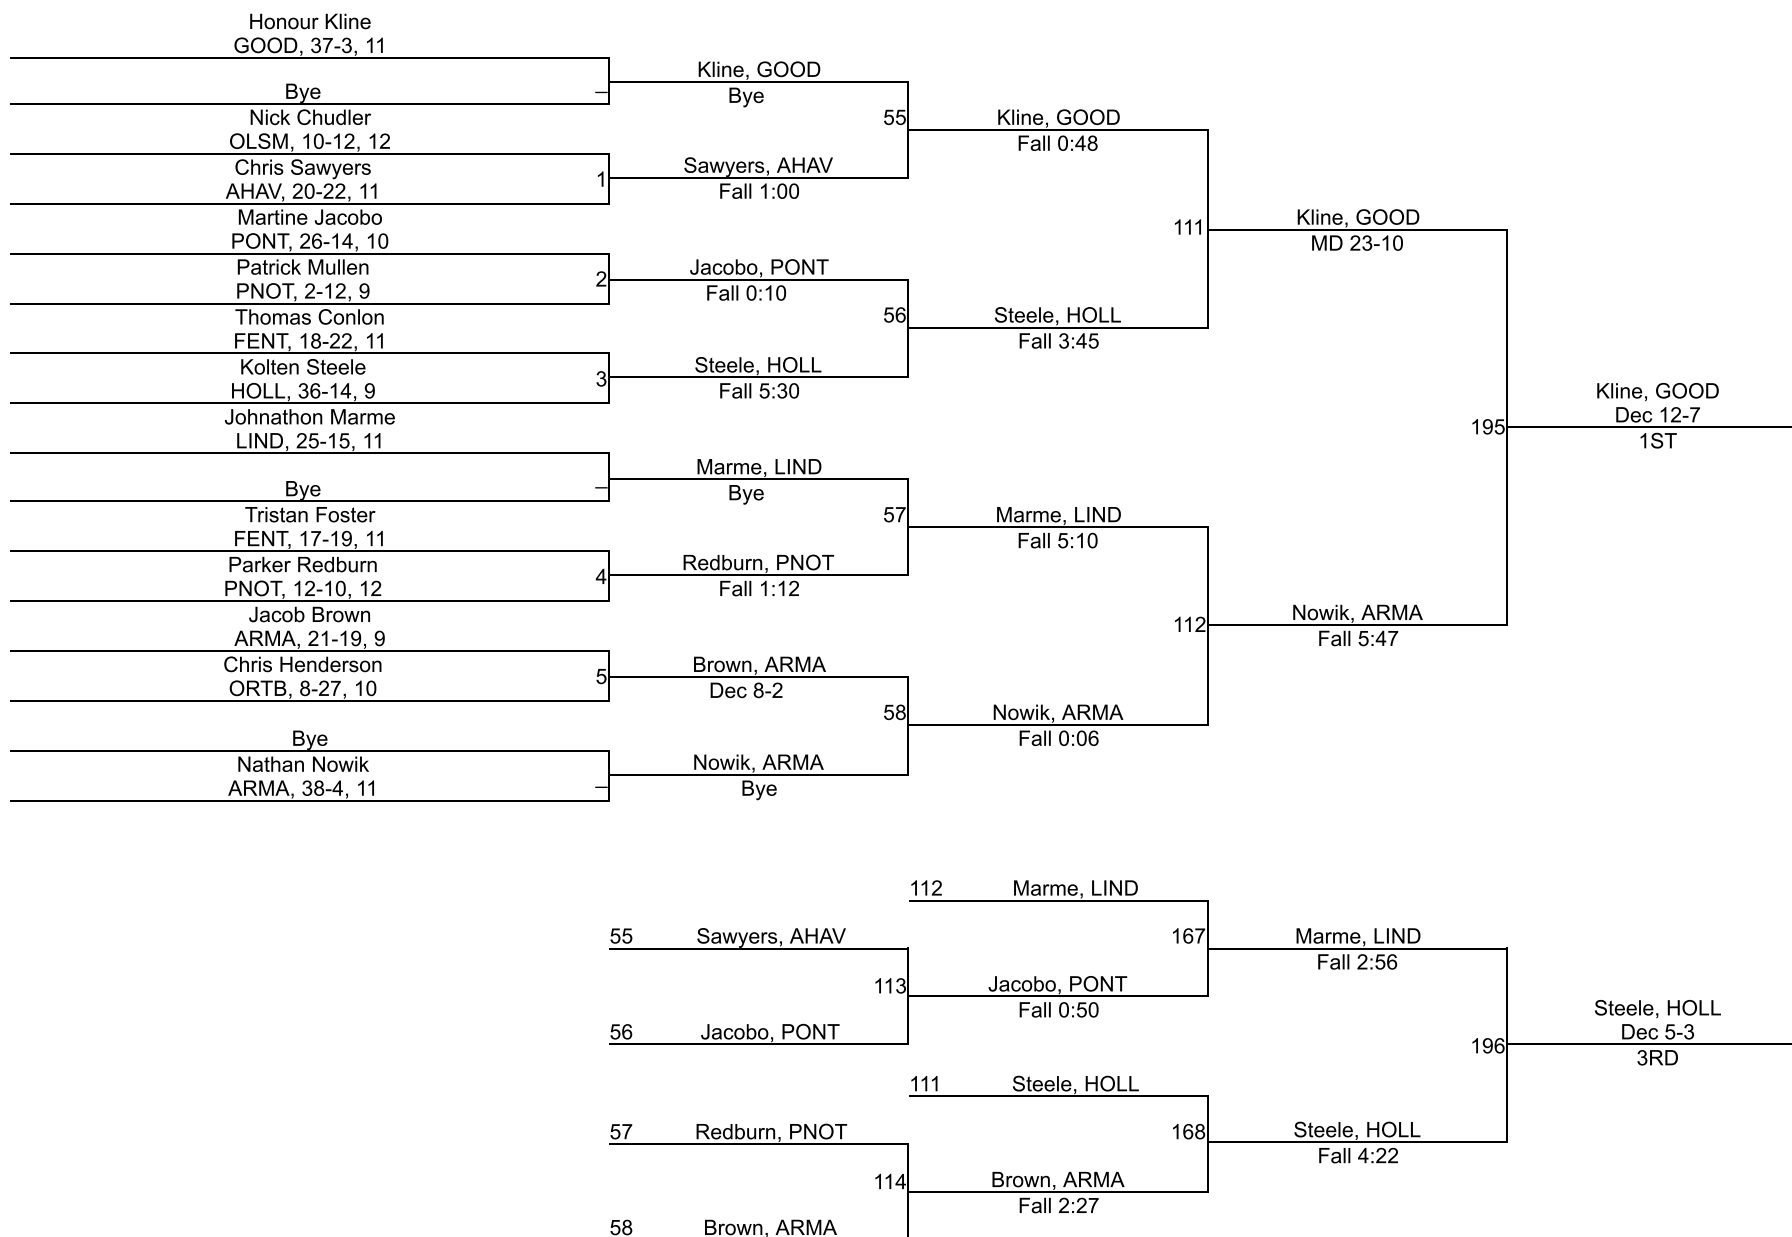 Honour Kline
GOOD, 37-3, 11
Bye
–
Nick Chudler
OLSM, 10-12, 12
Chris Sawyers
AHAV, 20-22, 11
1
Martine Jacobo
PONT, 26-14, 10
Patrick Mullen
PNOT, 2-12, 9
2
Thomas Conlon
FENT, 18-22, 11
Kolten Steele
HOLL, 36-14, 9
3
Johnathon Marme
LIND, 25-15, 11
Bye
–
Tristan Foster
FENT, 17-19, 11
Parker Redburn
PNOT, 12-10, 12
4
Jacob Brown
ARMA, 21-19, 9
Chris Henderson
ORTB, 8-27, 10
5
Bye
Nathan Nowik
ARMA, 38-4, 11
–
Kline, GOOD
Bye
55
Sawyers, AHAV
Fall 1:00
Jacobo, PONT
Fall 0:10
56
Steele, HOLL
Fall 5:30
Marme, LIND
Bye
57
Redburn, PNOT
Fall 1:12
Brown, ARMA
Dec 8-2
58
Nowik, ARMA
Bye
Kline, GOOD
Fall 0:48
111
Steele, HOLL
Fall 3:45
Marme, LIND
Fall 5:10
112
Nowik, ARMA
Fall 0:06
Kline, GOOD
MD 23-10
195
Nowik, ARMA
Fall 5:47
Kline, GOOD
Dec 12-7
1ST
112 Marme, LIND
55 Sawyers, AHAV
113
56 Jacobo, PONT
Jacobo, PONT
Fall 0:50
167
Marme, LIND
Fall 2:56
111 Steele, HOLL
57 Redburn, PNOT
114
58 Brown, ARMA
Brown, ARMA
Fall 2:27
168
Steele, HOLL
Fall 4:22
196
Steele, HOLL
Dec 5-3
3RD